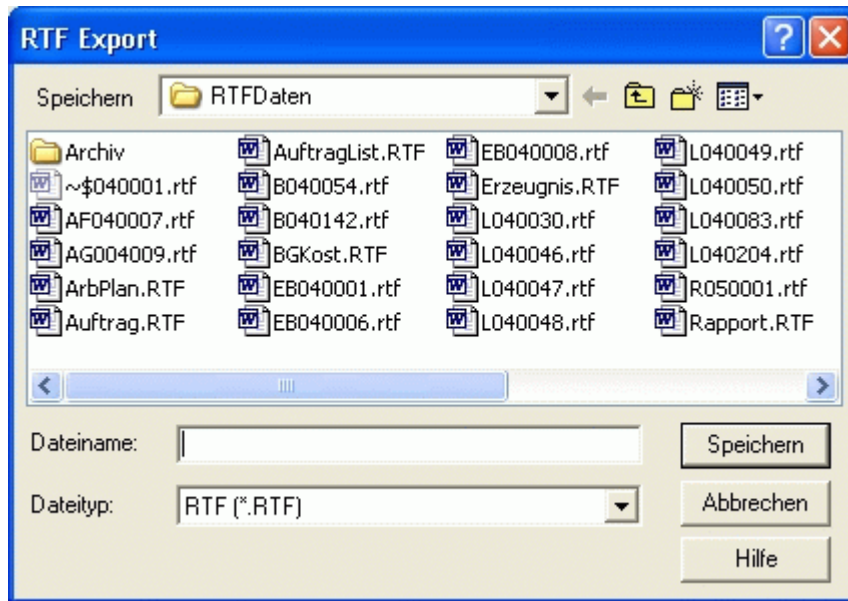 RTF Export
Speichern RTFDaten
Archiv AuftragList.RTF EB040008.rtf L040049.rtf
~$040001.rtf B040054.rtf Erzeugnis.RTF L040050.rtf
AF040007.rtf B040142.rtf L040030.rtf L040083.rtf
AG004009.rtf BGKost.RTF L040046.rtf L040204.rtf
ArbPlan.RTF EB040001.rtf L040047.rtf R050001.rtf
Auftrag.RTF EB040006.rtf L040048.rtf Rapport.RTF
Dateiname: Speichern
Dateityp: RTF (*.RTF) Abbrechen
Hilfe